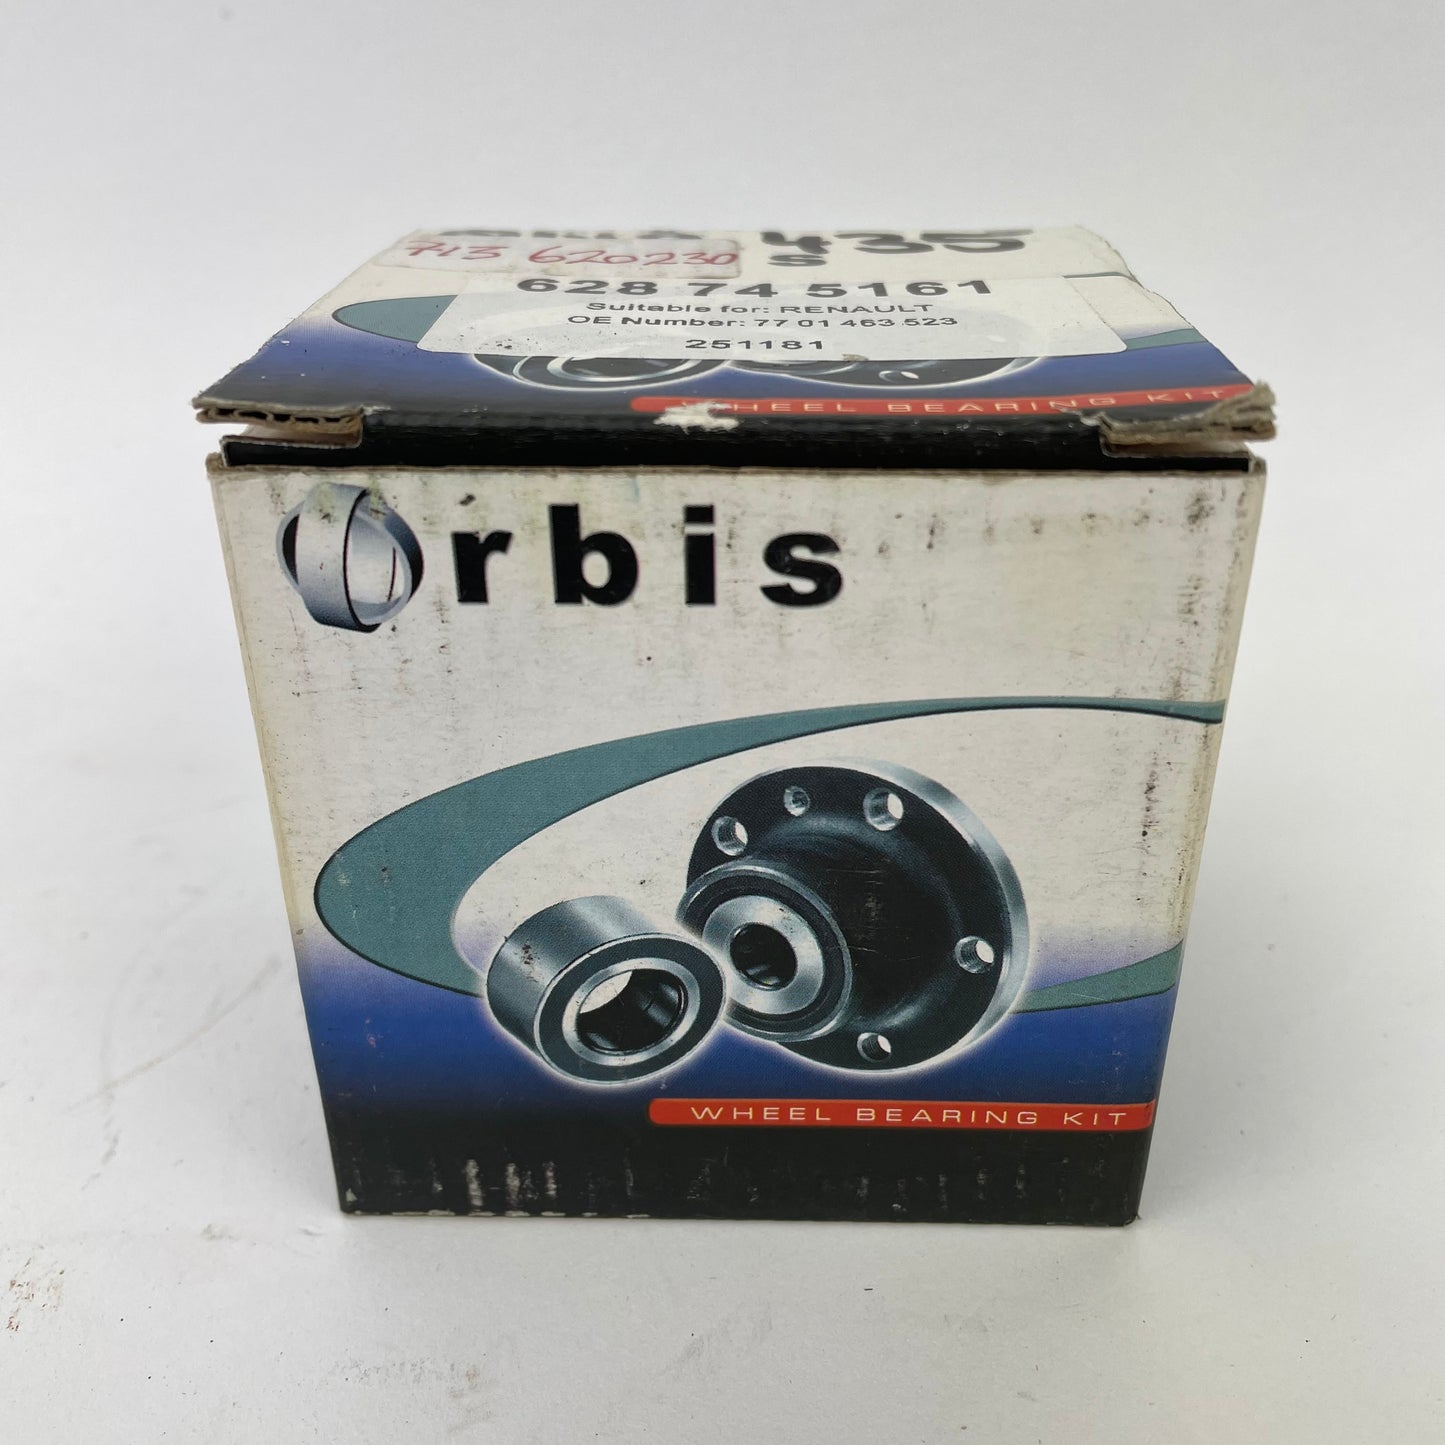 435
713 620230
S
628 74 5161
Suitable for: RENAULT
OE Number: 77 01 463 523
251181
WHEEL BEARING KIT
Orbis
WHEEL BEARING KIT